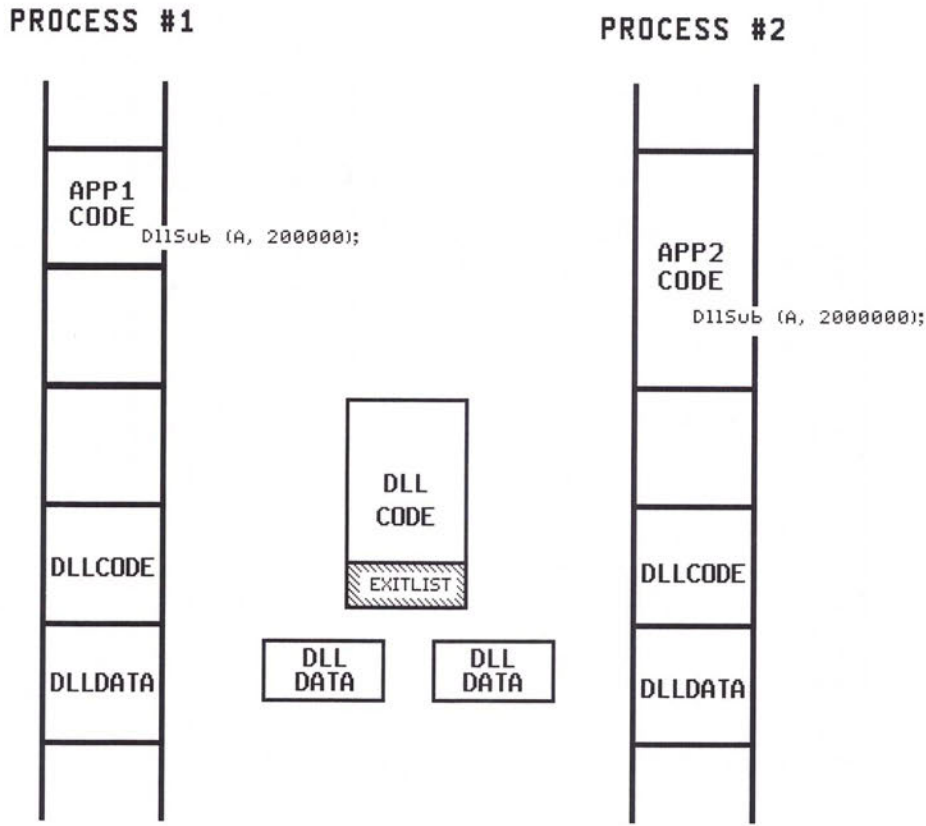 PROCESS #1
PROCESS #2
APP1
CODE
DllSub (A, 200000);
APP2
CODE
DllSub (A, 2000000);
DLL
CODE
EXITLIST
DLLCODE
DLLCODE
DLLDATA
DLL
DATA
DLL
DATA
DLLDATA